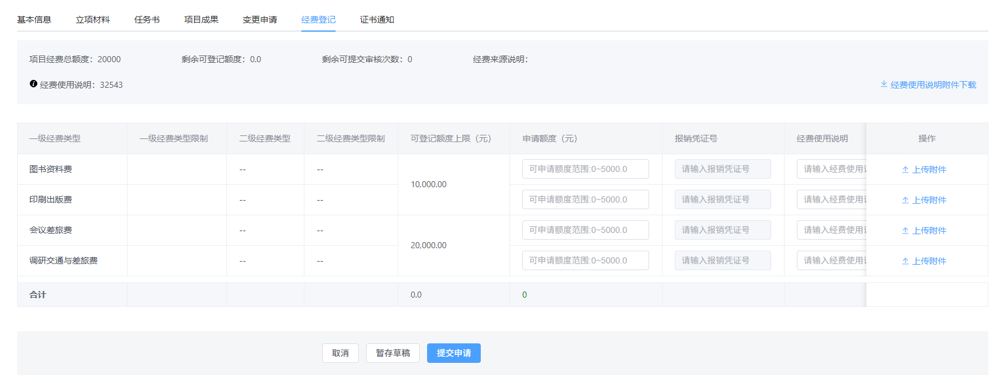 基本信息 立项材料 任务书 项目成果 变更申请 经费登记 证书通知
项目经费总额度：20000 剩余可登记额度：0.0 剩余可提交审核次数：0 经费来源说明：
经费使用说明：32543 经费使用说明附件下载
一级经费类型 一级经费类型限制 二级经费类型 二级经费类型限制 可登记额度上限（元） 申请额度（元） 报销凭证号 经费使用说明 操作
图书资料费 -- -- 可申请额度范围:0~5000.0 请输入报销凭证号 请输入经费使用 上传附件
10,000.00
印刷出版费 -- -- 可申请额度范围:0~5000.0 请输入报销凭证号 请输入经费使用 上传附件
会议差旅费 -- -- 可申请额度范围:0~5000.0 请输入报销凭证号 请输入经费使用 上传附件
20,000.00
调研交通与差旅费 -- -- 可申请额度范围:0~5000.0 请输入报销凭证号 请输入经费使用 上传附件
合计 0.0 0
取消 暂存草稿 提交申请